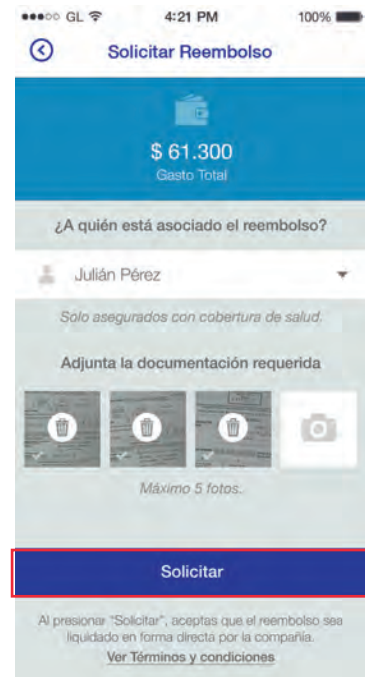 GL 4:21 PM 100%
Solicitar Reembolso
$ 61.300
Gasto Total
¿A quién está asociado el reembolso?
Julián Pérez
Solo asegurados con cobertura de salud.
Adjunta la documentación requerida
Máximo 5 fotos.
Solicitar
Al presionar "Solicitar", aceptas que el reembolso sea
liquidado en forma directa por la compañía.
Ver Términos y condiciones